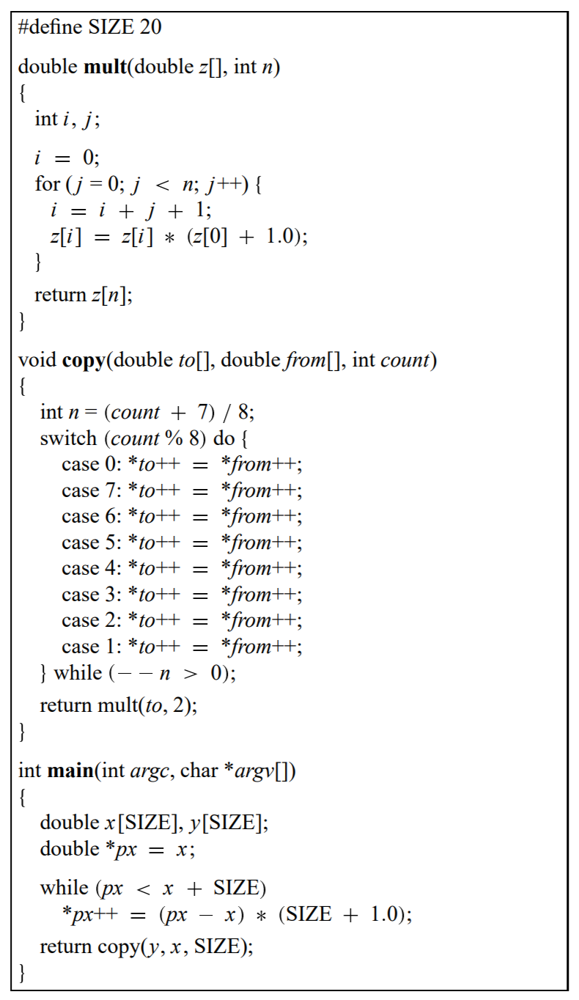 #define SIZE 20
double mult(double z[], int n)
{
int i, j;
i = 0;
for (j = 0; j < n; j++) {
i = i + j + 1;
z[i] = z[i] * (z[0] + 1.0);
}
return z[n];
}
void copy(double to[], double from[], int count)
{
int n = (count + 7) / 8;
switch (count % 8) do {
case 0: *to++ = *from++;
case 7: *to++ = *from++;
case 6: *to++ = *from++;
case 5: *to++ = *from++;
case 4: *to++ = *from++;
case 3: *to++ = *from++;
case 2: *to++ = *from++;
case 1: *to++ = *from++;
} while (− − n > 0);
return mult(to, 2);
}
int main(int argc, char *argv[])
{
double x[SIZE], y[SIZE];
double *px = x;
while (px < x + SIZE)
*px++ = (px − x) * (SIZE + 1.0);
return copy(y, x, SIZE);
}